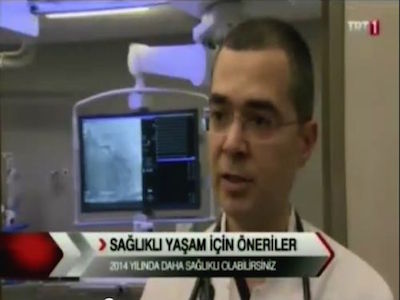 TRT 1
SAĞLIKLI YAŞAM İÇİN ÖNERİLER
2014 YILINDA DAHA SAĞLIKLI OLABİLİRSİNİZ